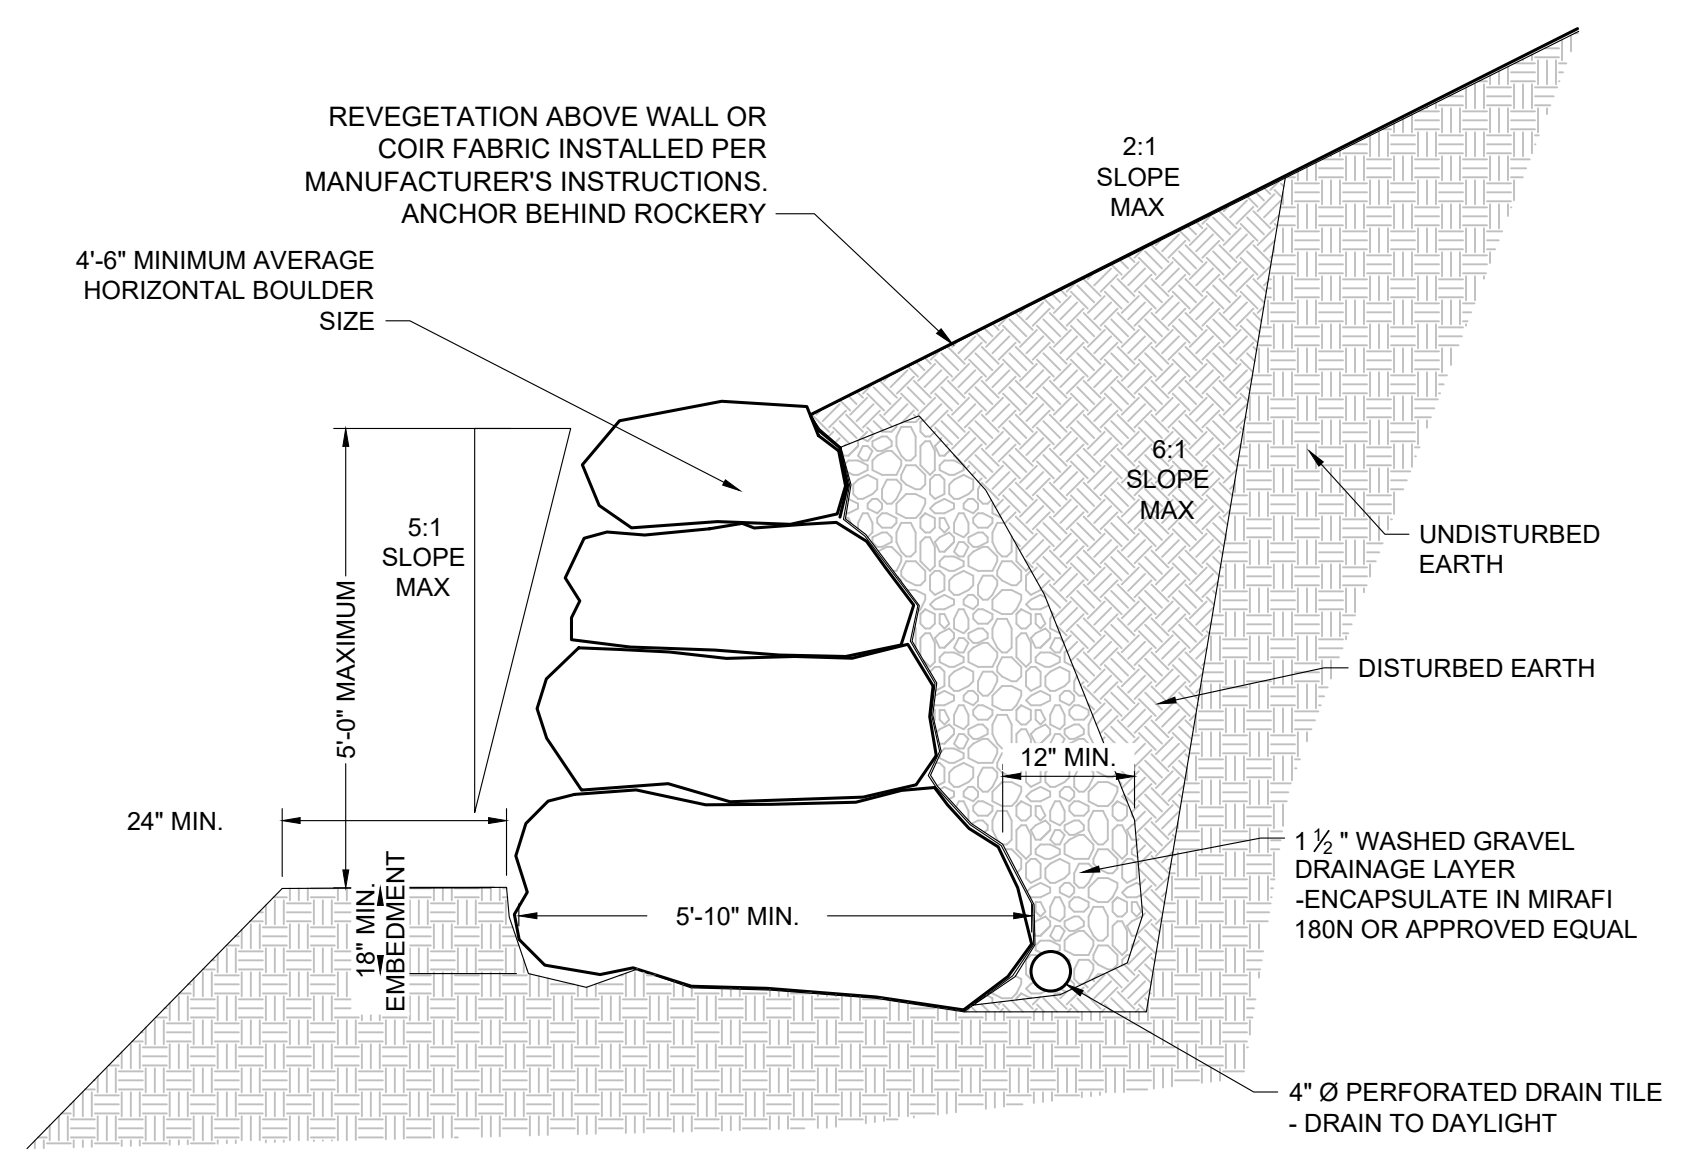 REVEGETATION ABOVE WALL OR
COIR FABRIC INSTALLED PER
MANUFACTURER'S INSTRUCTIONS.
ANCHOR BEHIND ROCKERY
2:1
SLOPE
MAX
4'-6" MINIMUM AVERAGE
HORIZONTAL BOULDER
SIZE
6:1
SLOPE
MAX
5:1
SLOPE
MAX
UNDISTURBED
EARTH
5'-0" MAXIMUM
DISTURBED EARTH
12" MIN.
24" MIN.
1 ½ " WASHED GRAVEL
DRAINAGE LAYER
-ENCAPSULATE IN MIRAFI
180N OR APPROVED EQUAL
18" MIN.
EMBEDMENT
5'-10" MIN.
4" Ø PERFORATED DRAIN TILE
- DRAIN TO DAYLIGHT